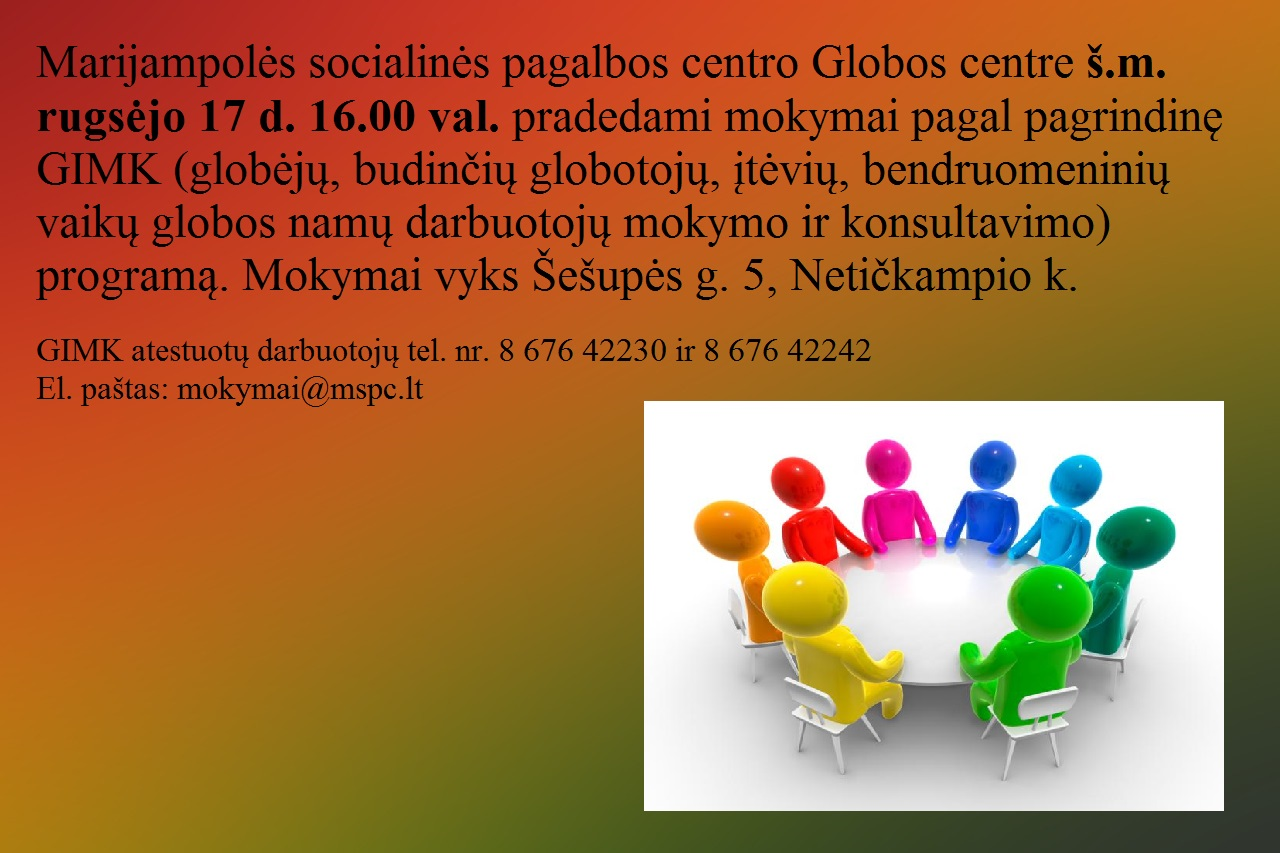 Marijampolės socialinės pagalbos centro Globos centre š.m.
rugsėjo 17 d. 16.00 val. pradedami mokymai pagal pagrindinę
GIMK (globėjų, budinčių globotojų, įtėvių, bendruomeninių
vaikų globos namų darbuotojų mokymo ir konsultavimo)
programą. Mokymai vyks Šešupės g. 5, Netičkampio k.
GIMK atestuotų darbuotojų tel. nr. 8 676 42230 ir 8 676 42242
El. paštas: mokymai@mspc.lt